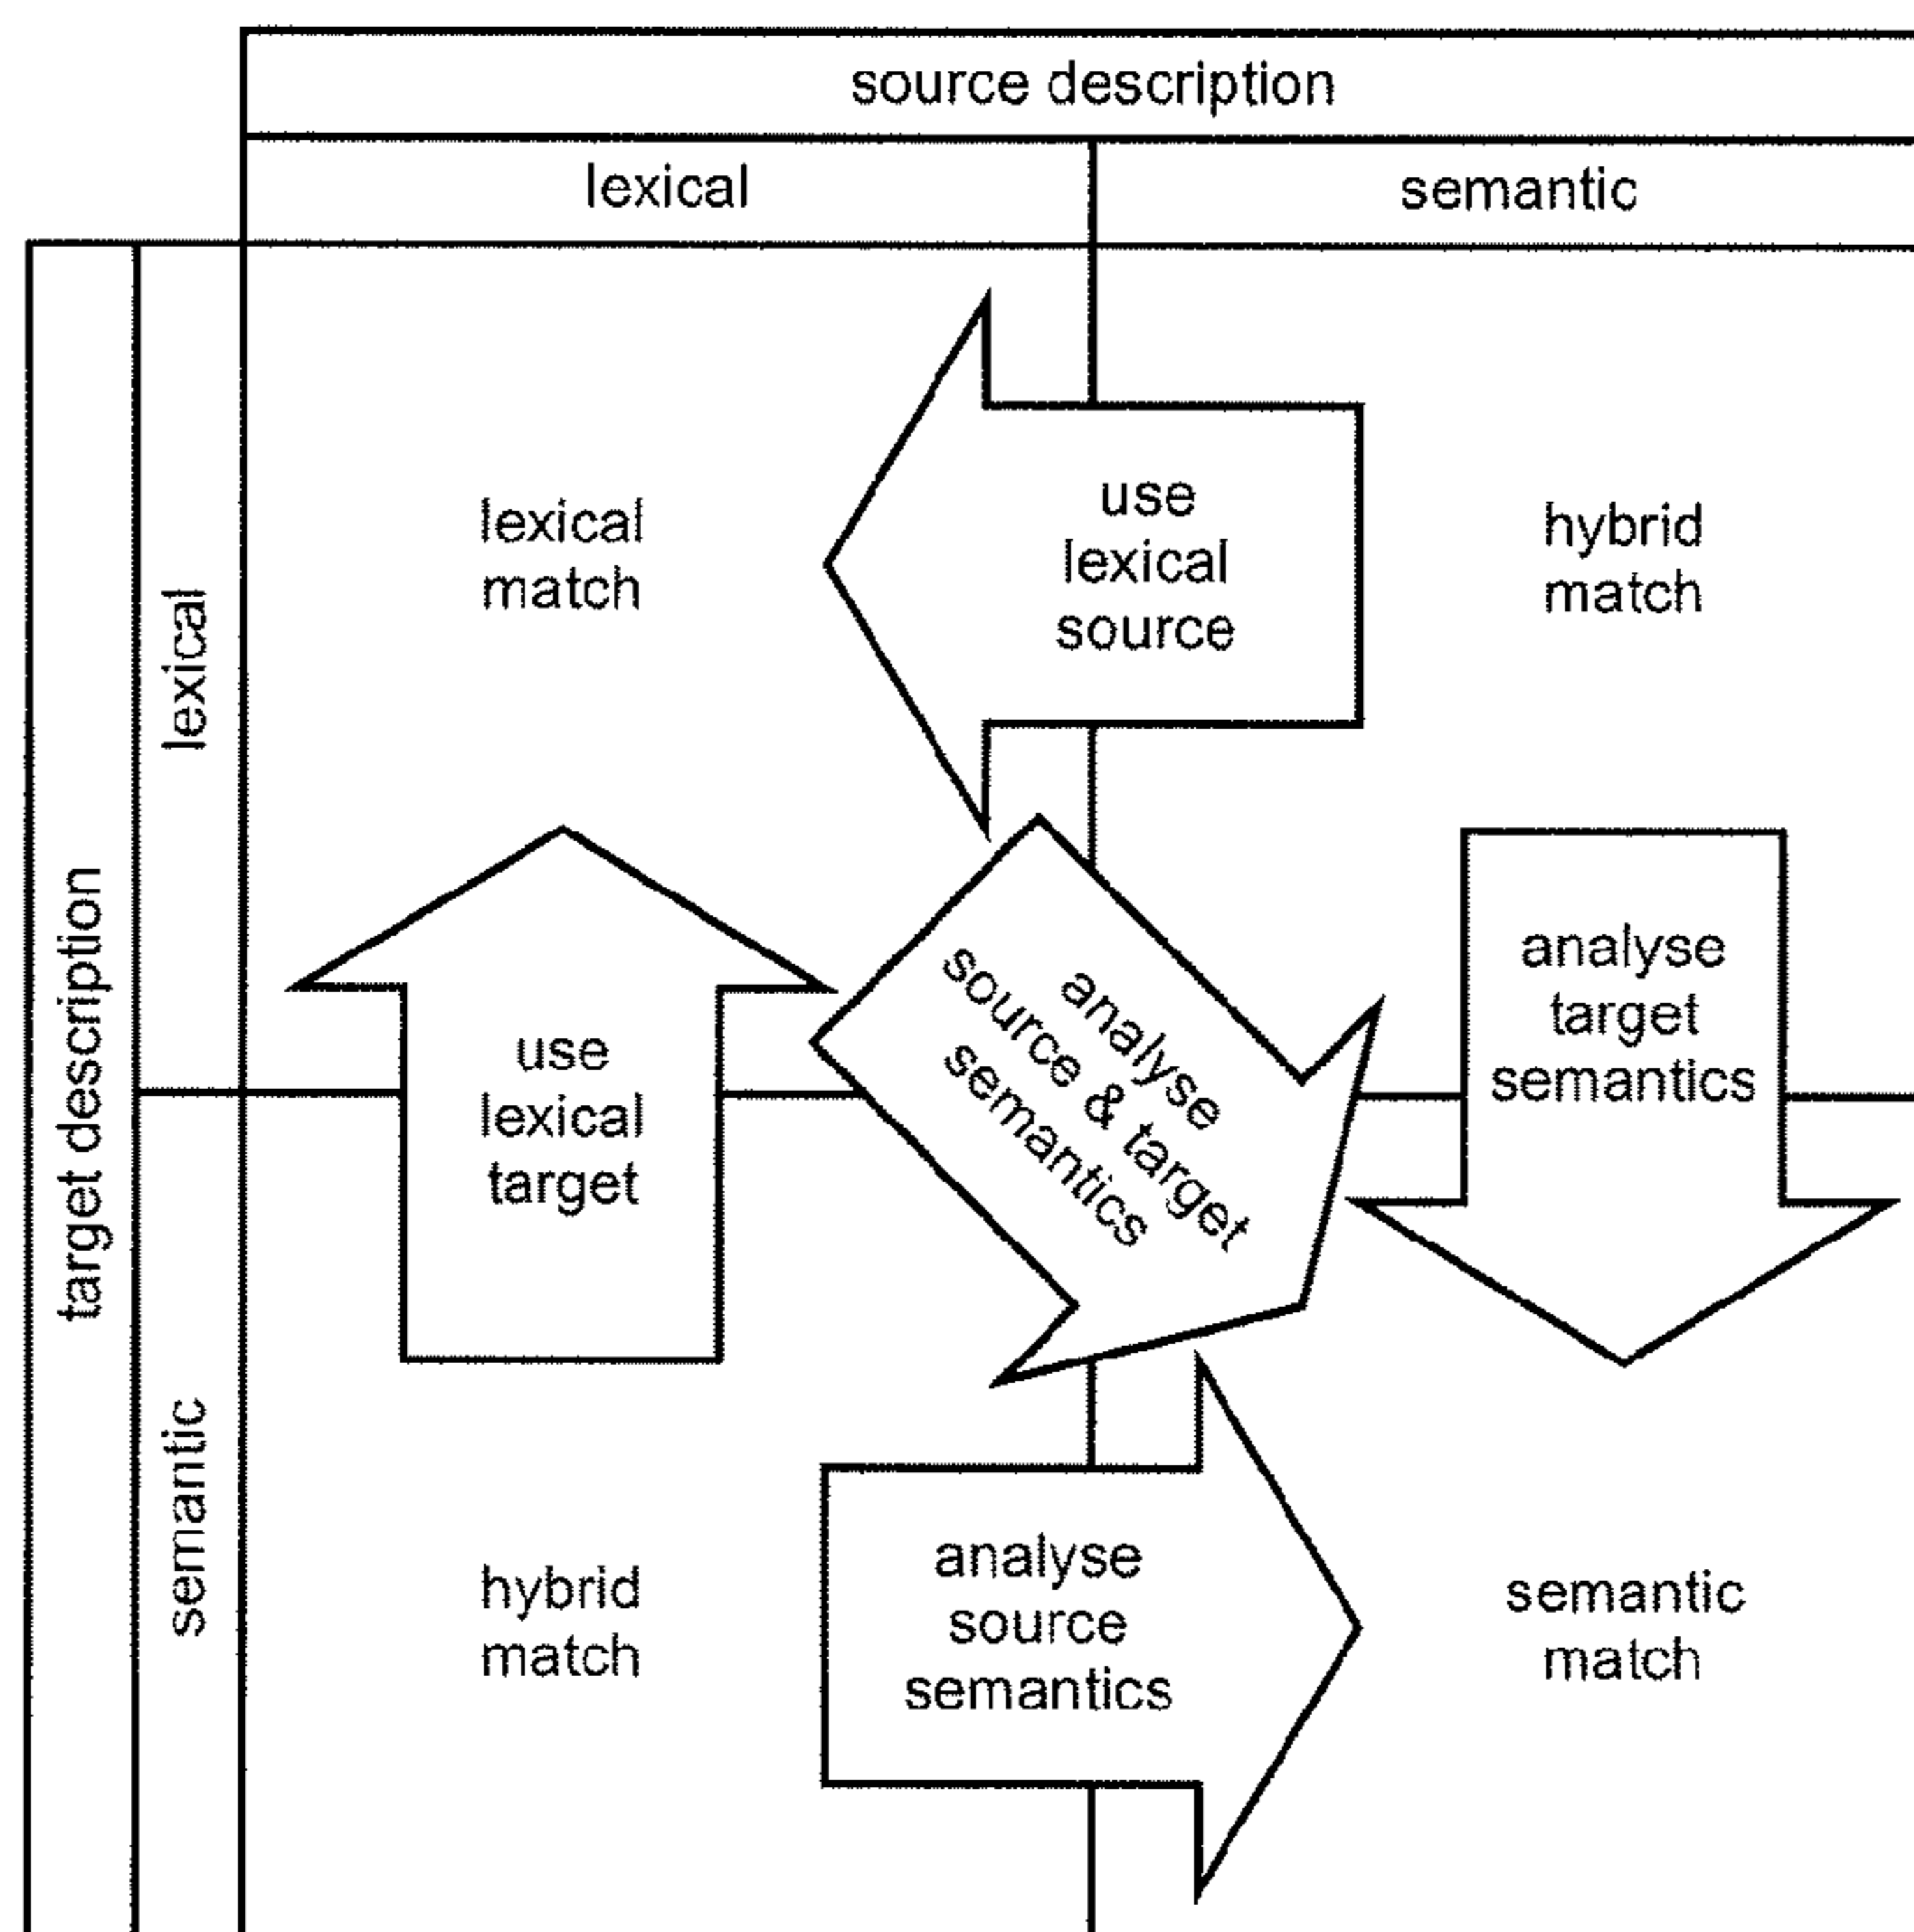 source description
lexical
semantic
target description
lexical
semantic
lexical
match
use
lexical
source
hybrid
match
use
lexical
target
analyse
source & target
semantics
analyse
target
semantics
hybrid
match
analyse
source
semantics
semantic
match